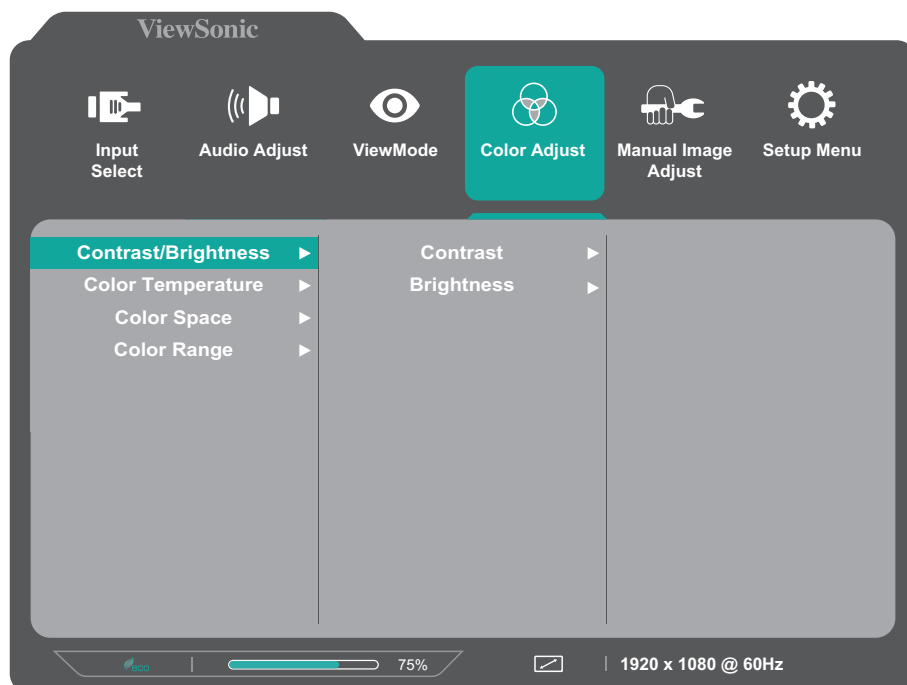 ViewSonic
Input
Select
Audio Adjust
ViewMode
Color Adjust
Manual Image
Adjust
Setup Menu
Contrast/Brightness
Color Temperature
Color Space
Color Range
Contrast
Brightness
ECO
75%
1920 x 1080 @ 60Hz